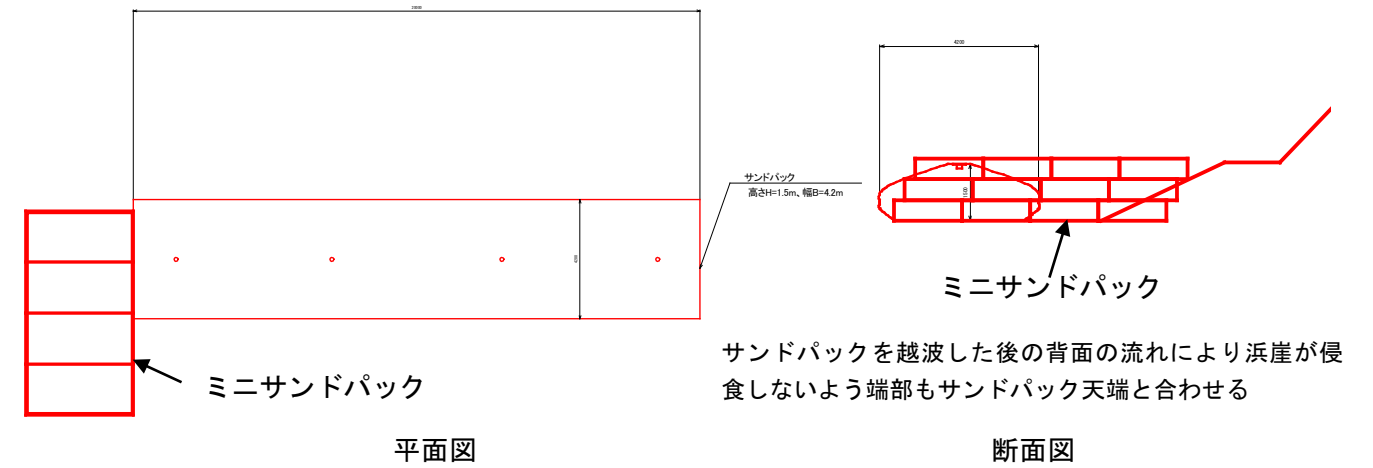 20000
4200
サンドパック
高さH=1.5m、幅B=4.2m
1500
4200
ミニサンドパック
サンドパックを越波した後の背面の流れにより浜崖が侵
食しないよう端部もサンドパック天端と合わせる
ミニサンドパック
平面図
断面図